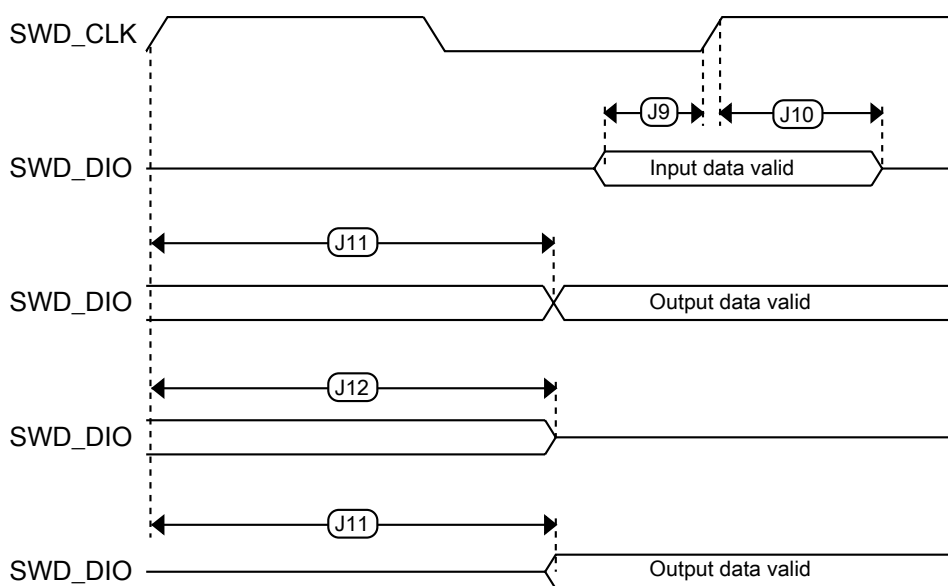 SWD_CLK
J9
J10
SWD_DIO
Input data valid
J11
SWD_DIO
Output data valid
J12
SWD_DIO
J11
SWD_DIO
Output data valid